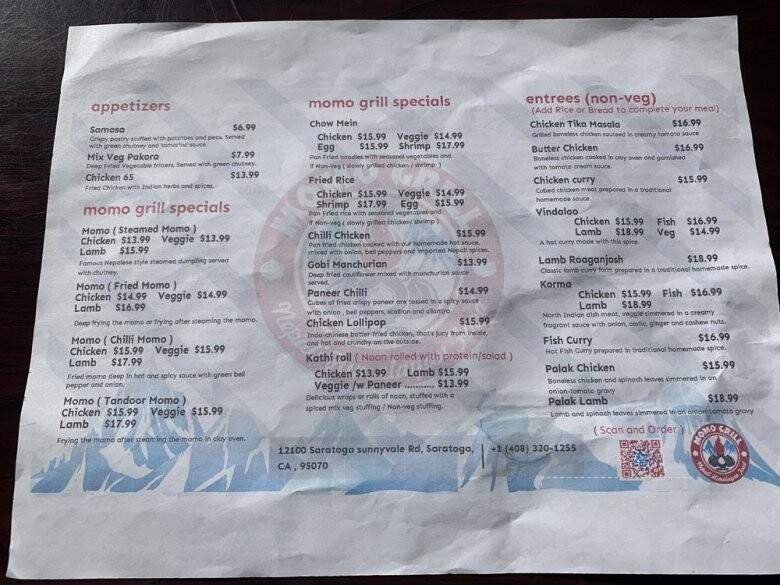 appetizers
Samosa $6.99
Crispy pastry stuffed with potatoes and peas. Served
with green chutney and tamarind sauce.
Mix Veg Pakora $7.99
Deep Fried Vegetable fritters, Served with green chutney.
Chicken 65 $13.99
Fried Chicken with Indian herbs and spices.
momo grill specials
Momo ( Steamed Momo )
Chicken $13.99 Veggie $13.99
Lamb $15.99
Famous Nepalese style steamed dumpling served
with chutney.
Momo ( Fried Momo )
Chicken $14.99 Veggie $14.99
Lamb $16.99
Deep frying the momo or frying after steaming the momo.
Momo ( Chilli Momo )
Chicken $15.99 Veggie $15.99
Lamb $17.99
Fried momo deep in hot and spicy sauce with green bell
pepper and onion.
Momo ( Tandoor Momo )
Chicken $15.99 Veggie $15.99
Lamb $17.99
Frying the momo after steaming the momo in clay oven.
momo grill specials
Chow Mein
Chicken $15.99 Veggie $14.99
Egg $15.99 Shrimp $17.99
Pan Fried noodles with seasonal vegetables and
if Non-veg ( slowly grilled chicken / shrimp )
Fried Rice
Chicken $15.99 Veggie $14.99
Shrimp $17.99 Egg $15.99
Pan Fried rice with seasonal vegetables and
if Non-veg ( slowly grilled chicken/ shrimp )
Chilli Chicken $15.99
Pan fried chicken cooked with our homemade hot sauce,
mixed with onion, bell peppers and imported Nepali spices.
Gobi Manchurian $13.99
Deep fried cauliflower mixed with manchurian sauce
served.
Paneer Chilli $14.99
Cubes of fried crispy paneer are tossed in a spicy sauce
with onion , bell peppers, scallion and cilantro.
Chicken Lollipop $15.99
Indo-chinese batter-fried chicken, that's jucy from inside,
and hot and crunchy on the outside.
Kathi roll ( Naan rolled with protein/salad )
Chicken $13.99 Lamb $15.99
Veggie /w Paneer .......... $13.99
Delicious wraps or rolls of naan, stuffed with a
spiced mix veg stuffing / Non-veg stuffing.
entrees (non-veg)
(Add Rice or Bread to complete your meal)
Chicken Tika Masala $16.99
Grilled boneless chicken sauteed in creamy tomato sauce
Butter Chicken $16.99
Boneless chicken cooked in clay oven and garnished
with tomato cream sauce.
Chicken curry $15.99
Cubed chicken meat prepared in a traditional
homemade sauce.
Vindaloo
Chicken $15.99 Fish $16.99
Lamb $18.99 Veg $14.99
A hot curry made with this spice.
Lamb Roaganjosh $18.99
Classic lamb curry form prepared in a traditional homemade spice.
Korma
Chicken $15.99 Fish $16.99
Lamb $18.99
North Indian dish meat, veggie simmered in a creamy
fragrant sauce with onion, garlic, ginger and cashew nuts.
Fish Curry $16.99
Hot Fish Curry prepared in traditional homemade spice.
Palak Chicken $15.99
Boneless chicken and spinach leaves simmered in an
onion-tomato gravy
Palak Lamb $18.99
Lamb and spinach leaves simmered in an onion-tomato gravy
( Scan and Order )
12100 Saratoga sunnyvale Rd, Saratoga,
CA , 95070
+1 (408) 320-1255
MOMO GRILL